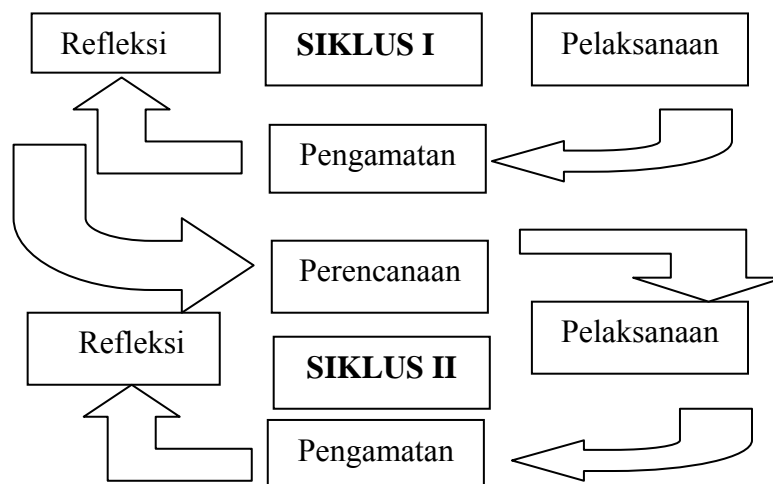 Refleksi
SIKLUS I
Pelaksanaan
Pengamatan
Perencanaan
Refleksi
Pelaksanaan
SIKLUS II
Pengamatan